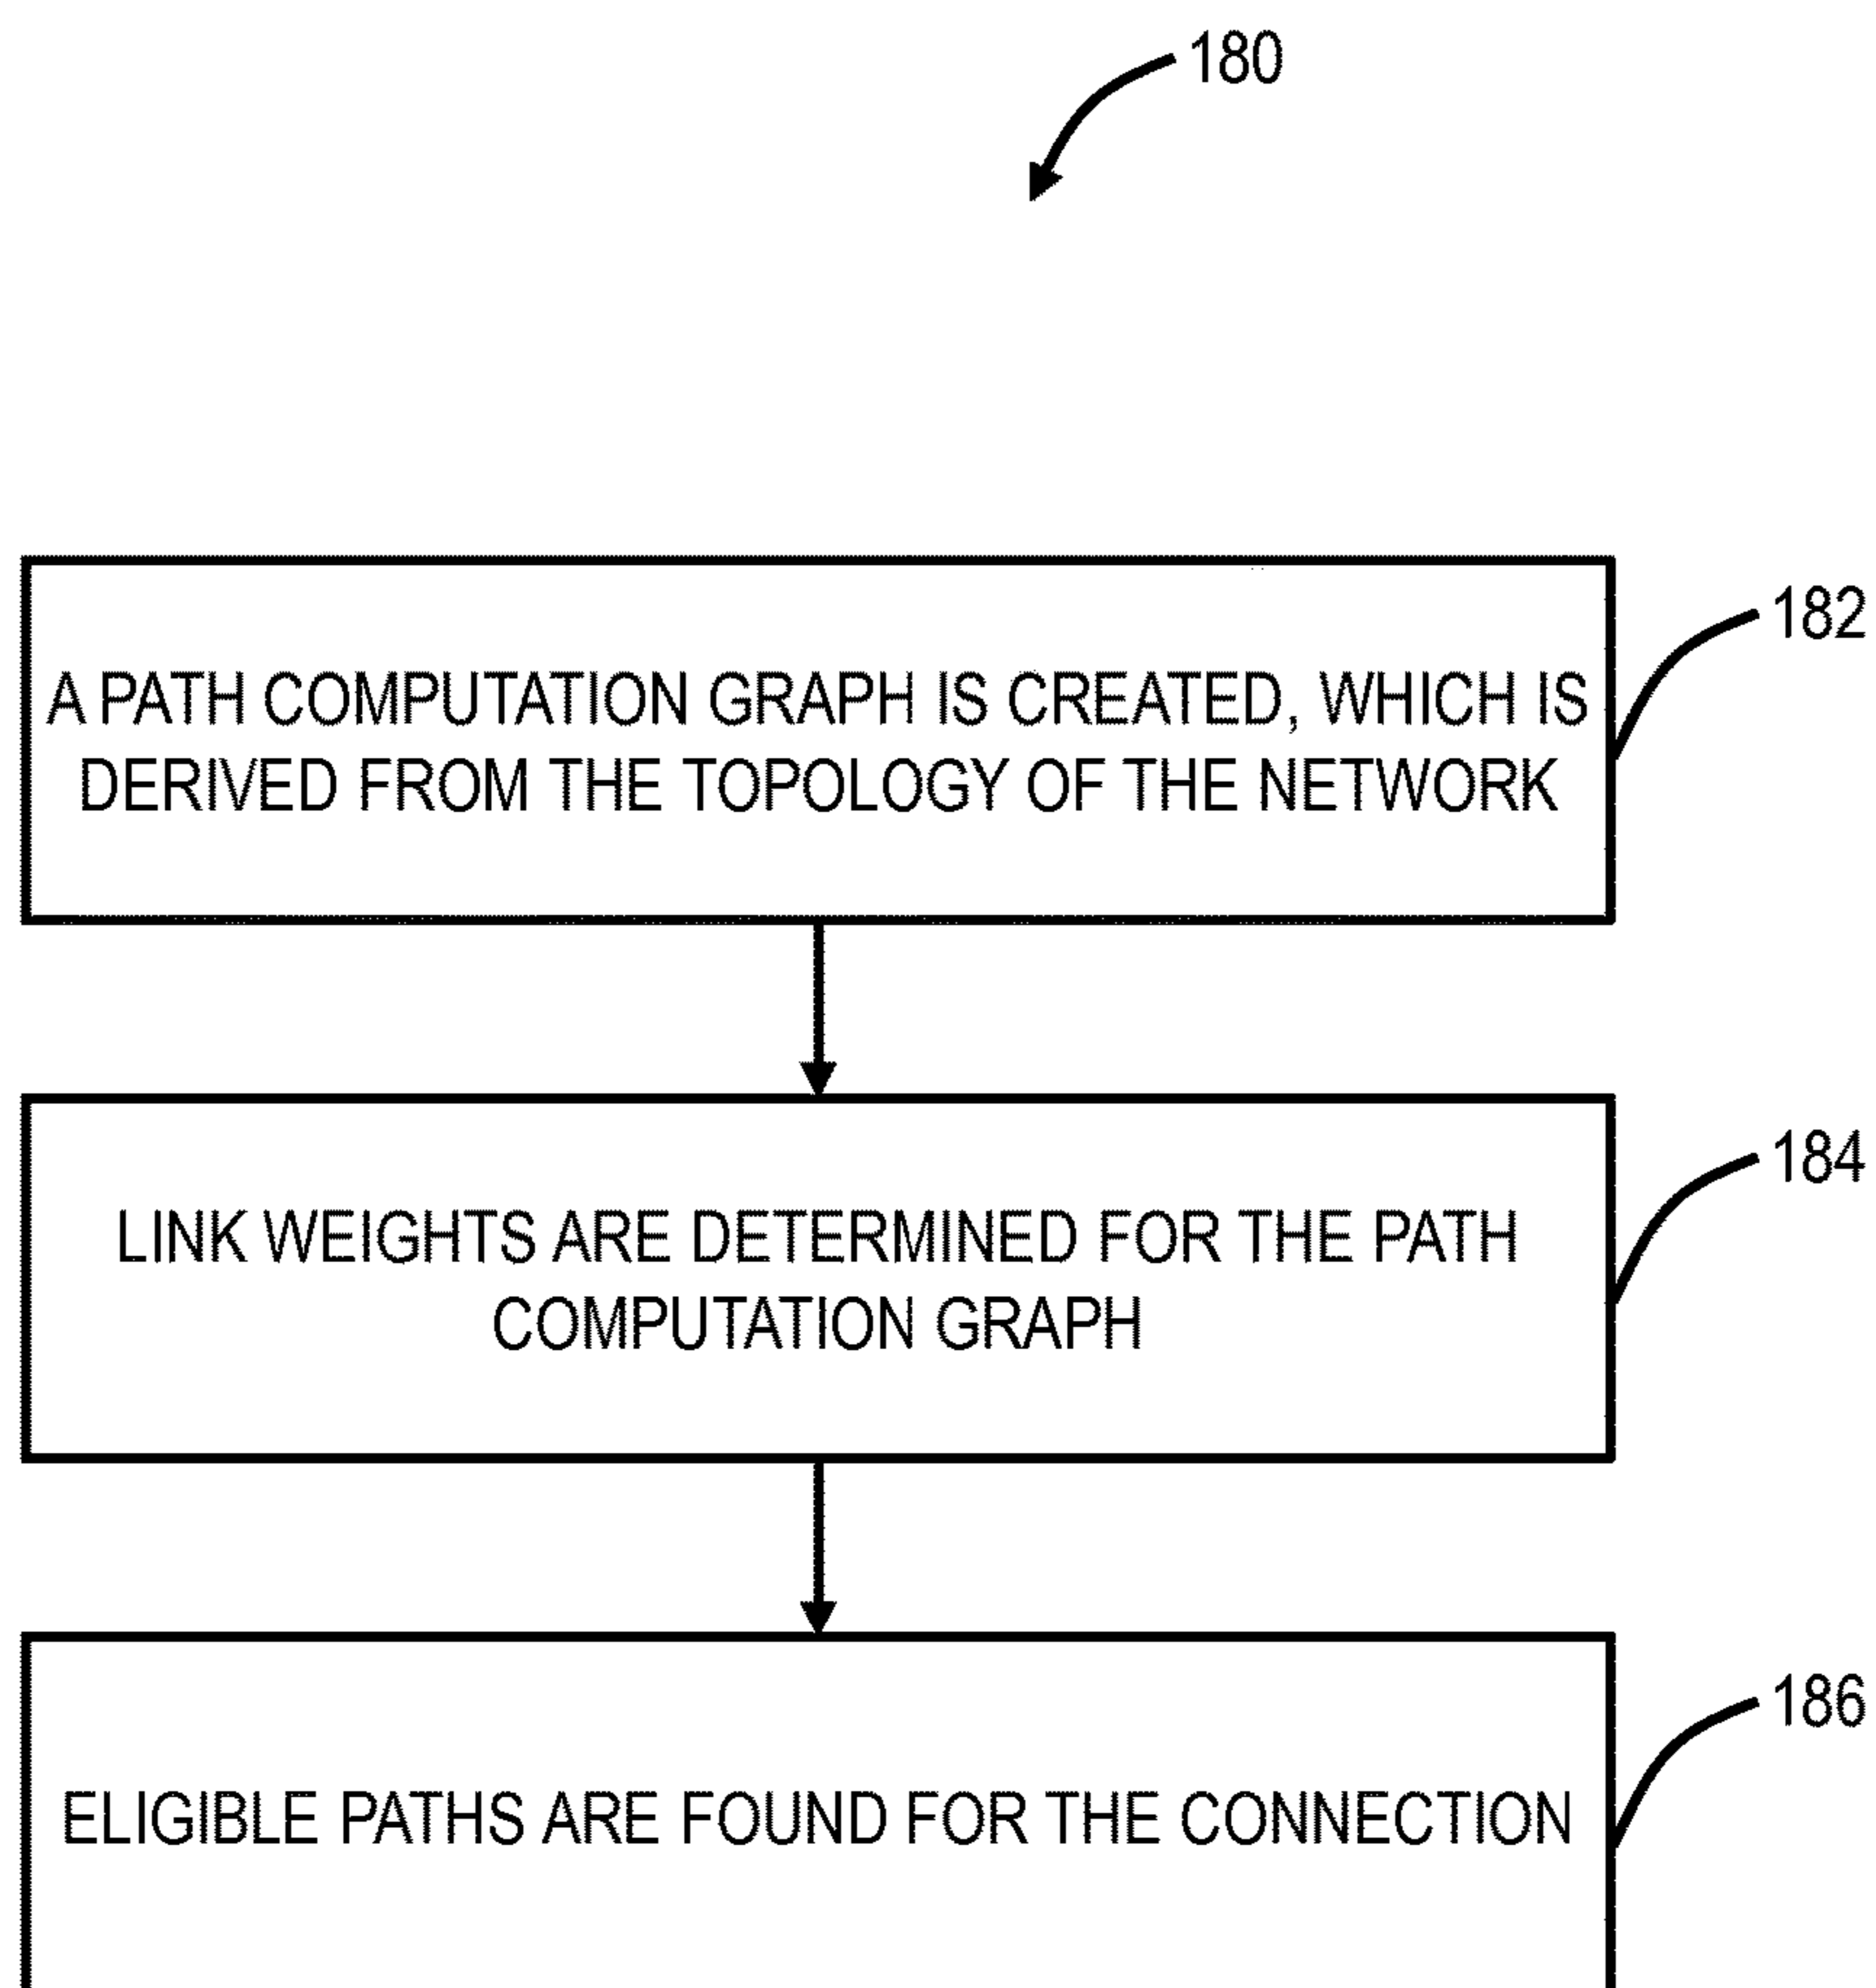 180
182
A PATH COMPUTATION GRAPH IS CREATED, WHICH IS
DERIVED FROM THE TOPOLOGY OF THE NETWORK
184
LINK WEIGHTS ARE DETERMINED FOR THE PATH
COMPUTATION GRAPH
186
ELIGIBLE PATHS ARE FOUND FOR THE CONNECTION